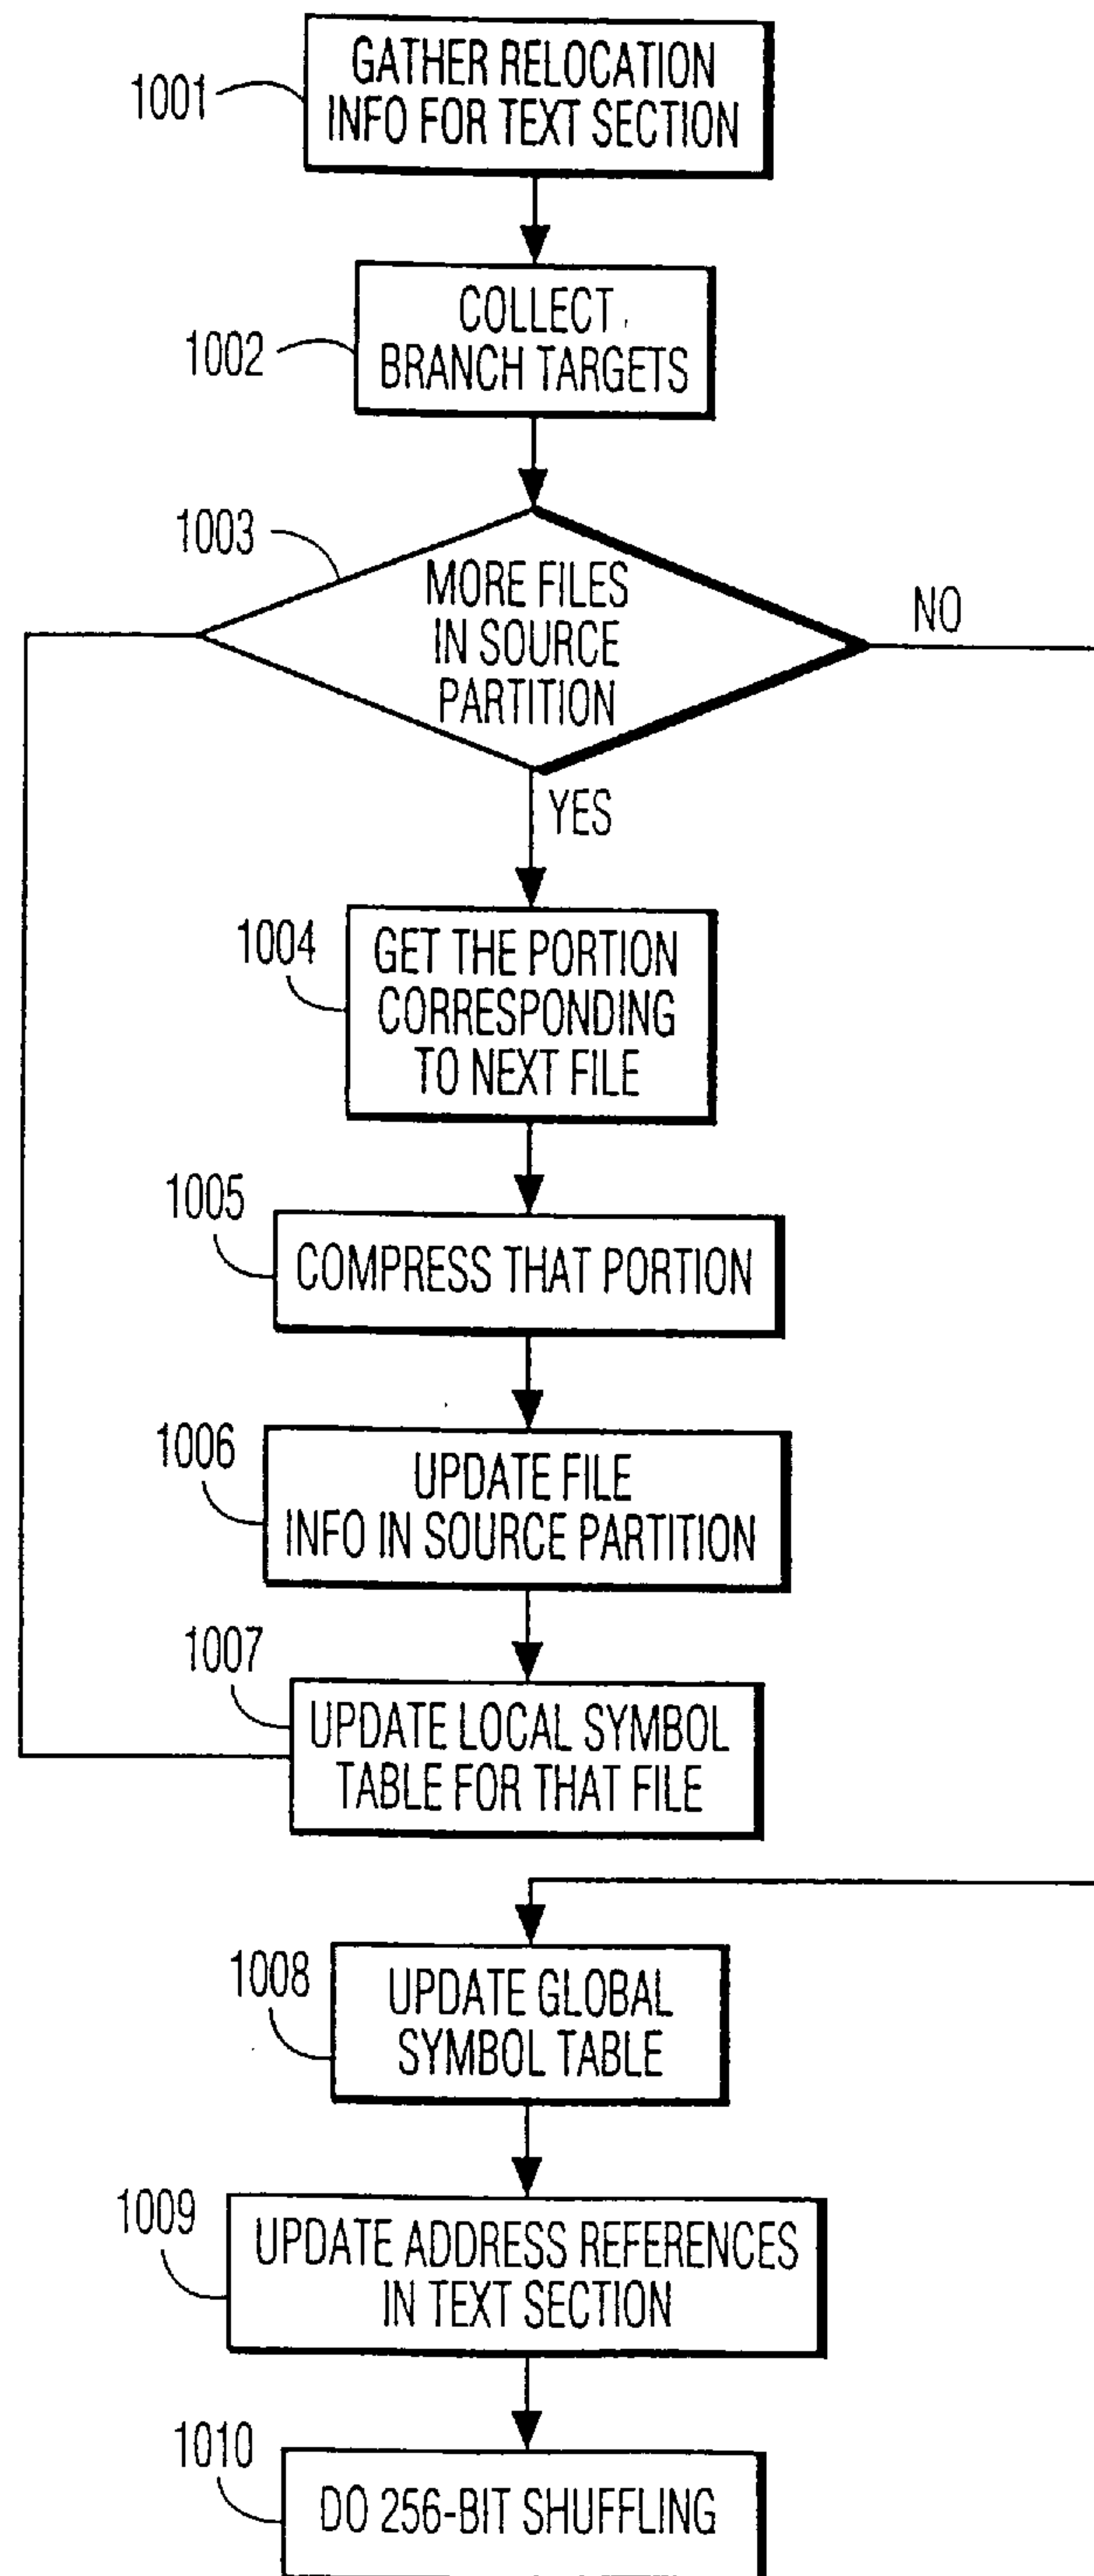 1001
GATHER RELOCATION
INFO FOR TEXT SECTION
1002
COLLECT
BRANCH TARGETS
1003
MORE FILES
IN SOURCE
PARTITION
NO
YES
1004
GET THE PORTION
CORRESPONDING
TO NEXT FILE
1005
COMPRESS THAT PORTION
1006
UPDATE FILE
INFO IN SOURCE PARTITION
1007
UPDATE LOCAL SYMBOL
TABLE FOR THAT FILE
1008
UPDATE GLOBAL
SYMBOL TABLE
1009
UPDATE ADDRESS REFERENCES
IN TEXT SECTION
1010
DO 256-BIT SHUFFLING